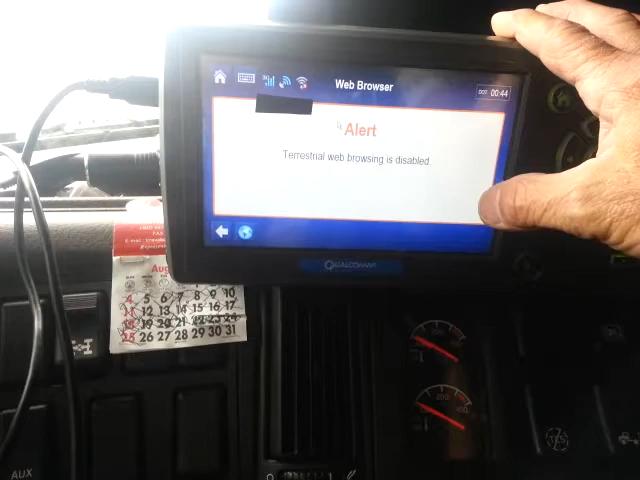 Web Browser
DOT 00:44
Alert
Terrestrial web browsing is disabled.
QUALCOMM
Aug
8 9 10
4 5 6 7
11 12 13 14 15 16 17
18 19 20 21 22 23 24
25 26 27 28 29 30 31
AUX